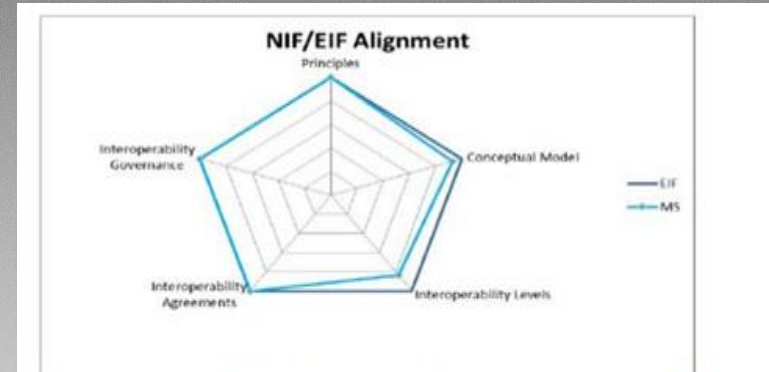 NIF/EIF Alignment
Principles
Interoperability
Governance
Conceptual Model
EIF
MS
Interoperability
Agreements
Interoperability Levels